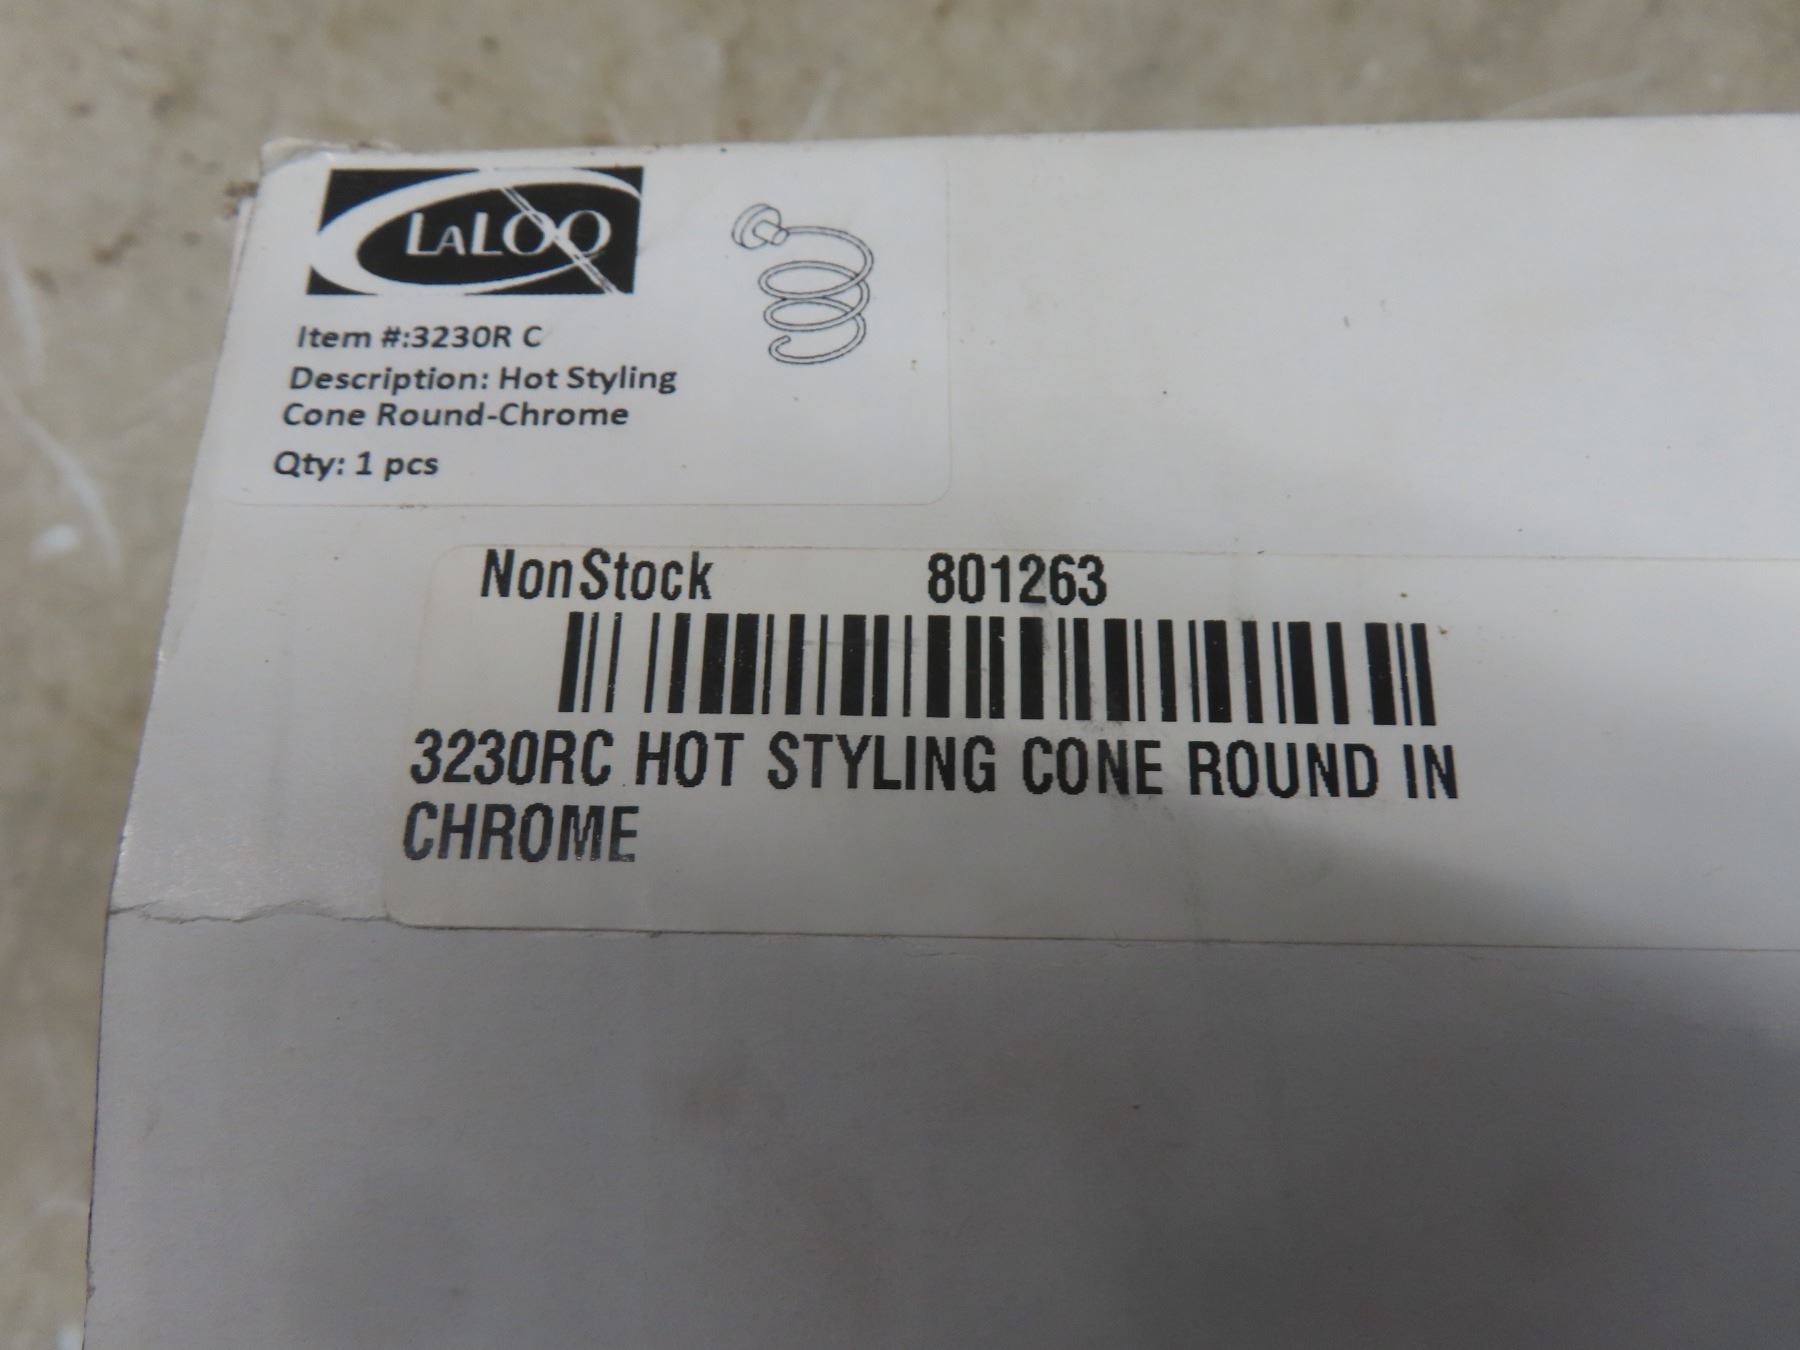 LALOO
Item #:3230R C
Description: Hot Styling
Cone Round-Chrome
Qty: 1 pcs
NonStock 801263
3230RC HOT STYLING CONE ROUND IN
CHROME